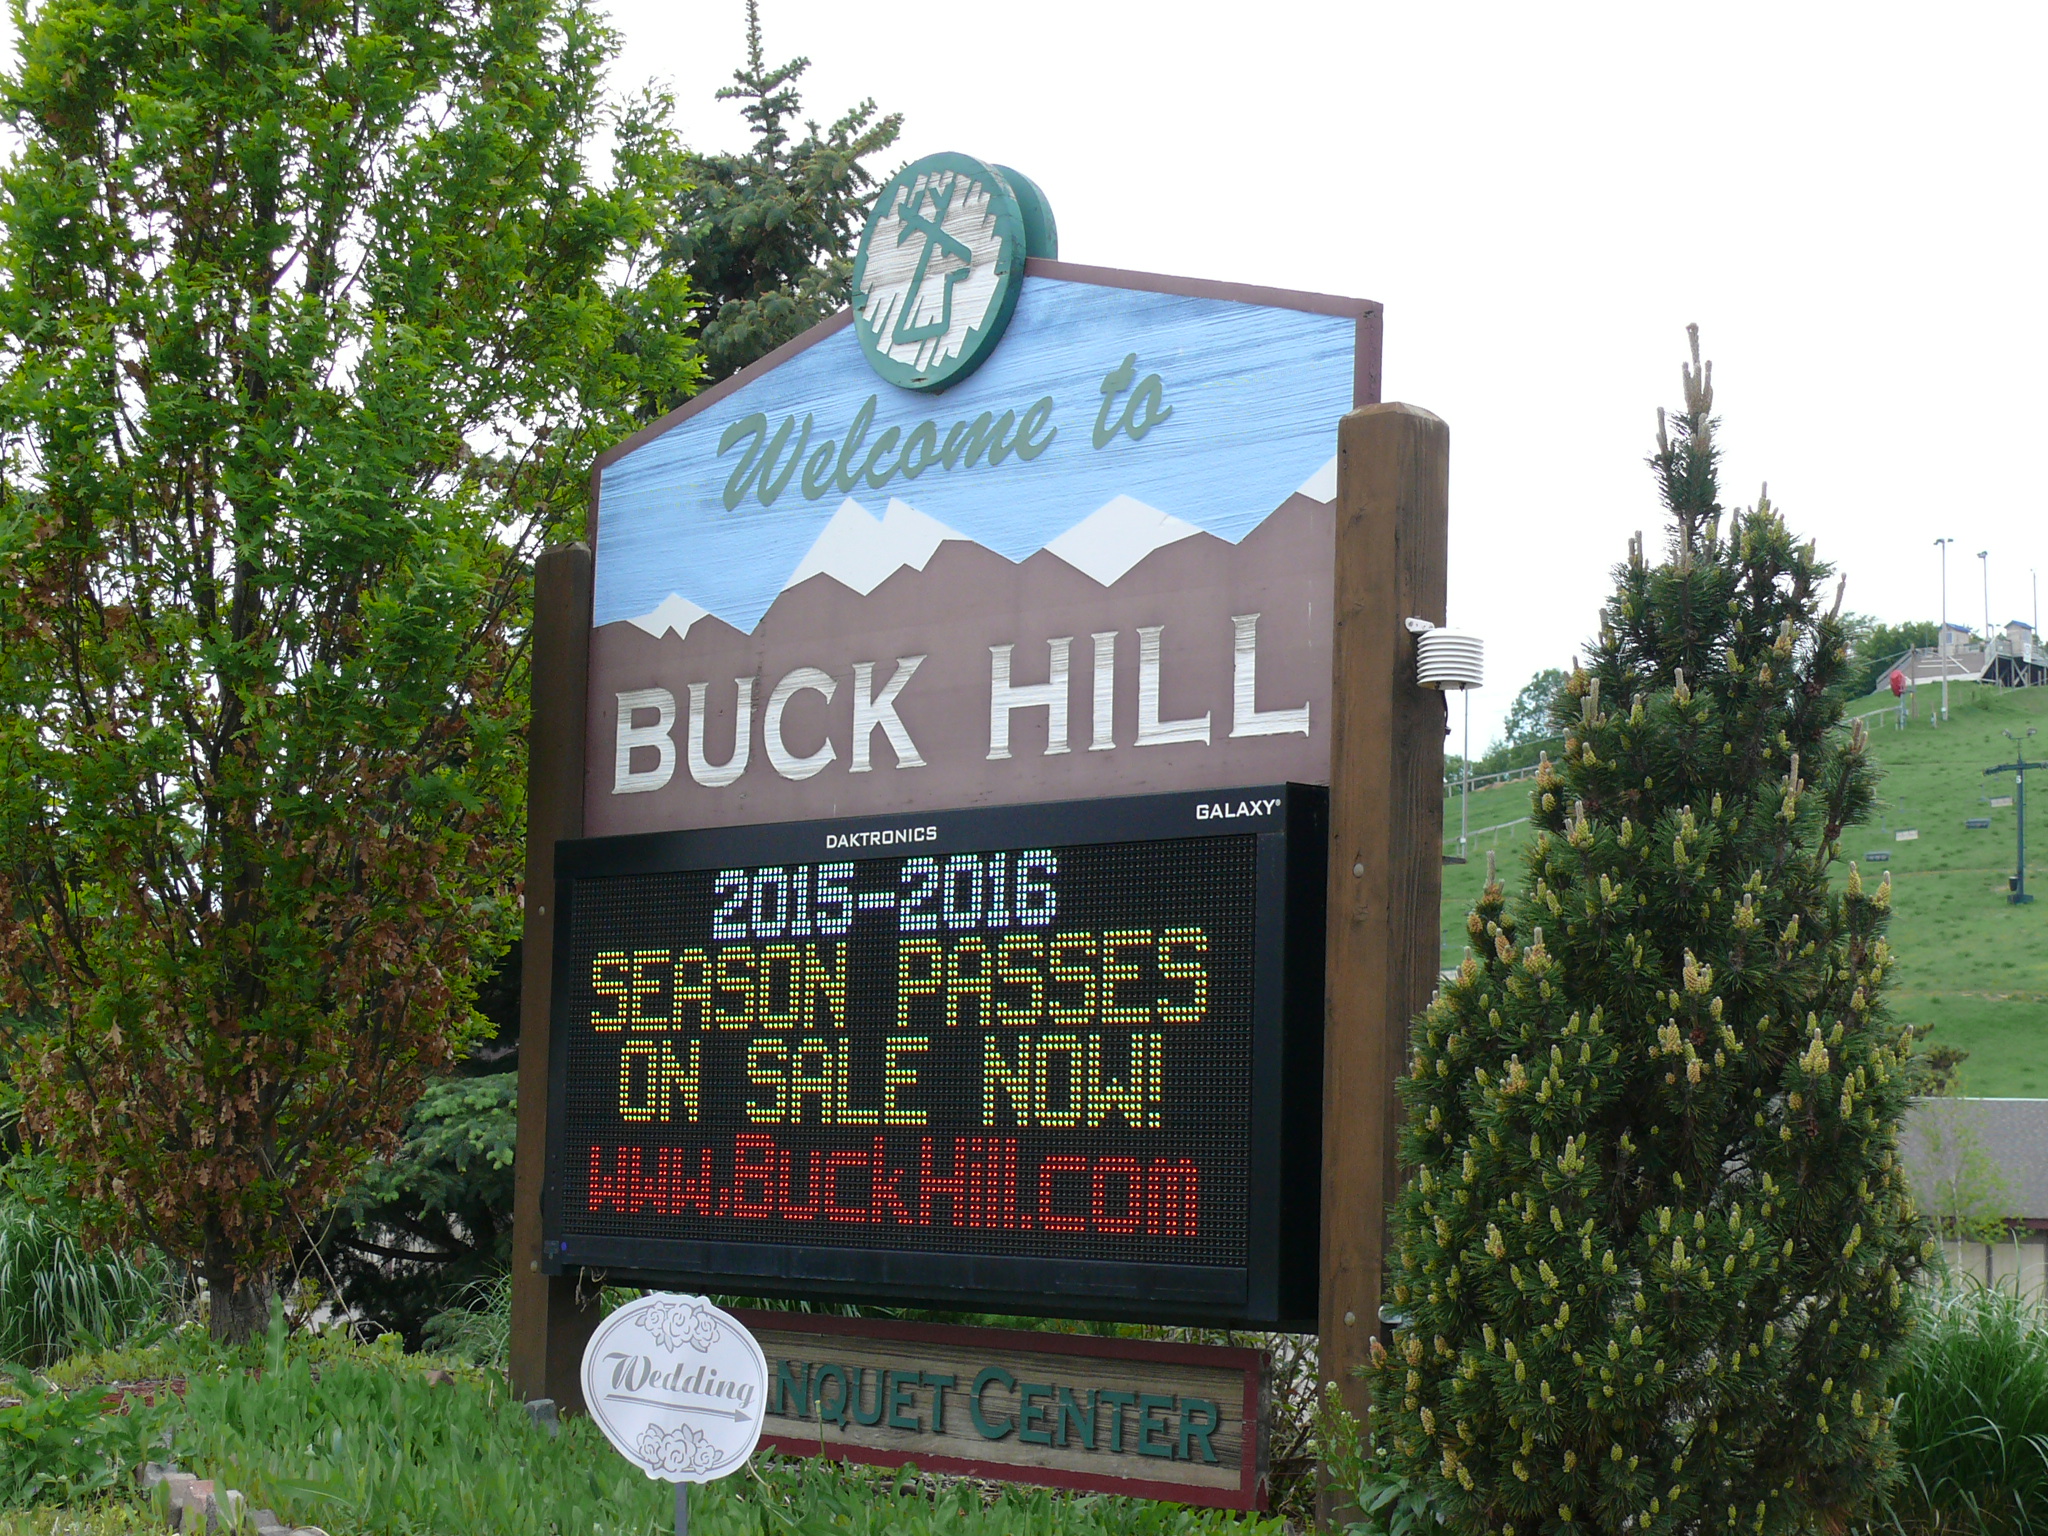 Welcome to
BUCK HILL
GALAXY®
DAKTRONICS
2015-2016
SEASON PASSES
ON SALE NOW!
www.BuckHill.com
Wedding
NQUET CENTER